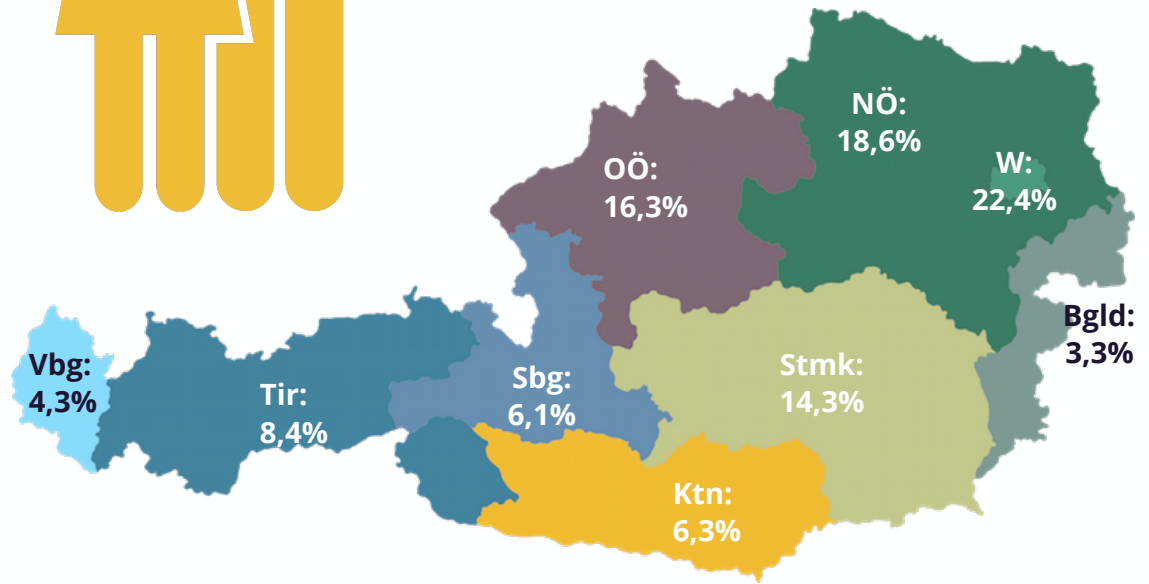 NÖ:
18,6%
OÖ:
16,3%
W:
22,4%
Bgld:
3,3%
Vbg:
4,3%
Tir:
8,4%
Sbg:
6,1%
Stmk:
14,3%
Ktn:
6,3%